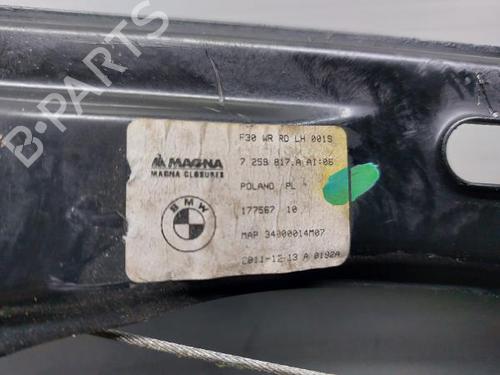 B-PARTS
F30 WR RD LH 001S
MAGNA
MAGNA CLOSURES
7 259 817.A AI:06
POLAND PL
BMW
177567 10
MAP 34000014M07
2011-12-13 A 0192A